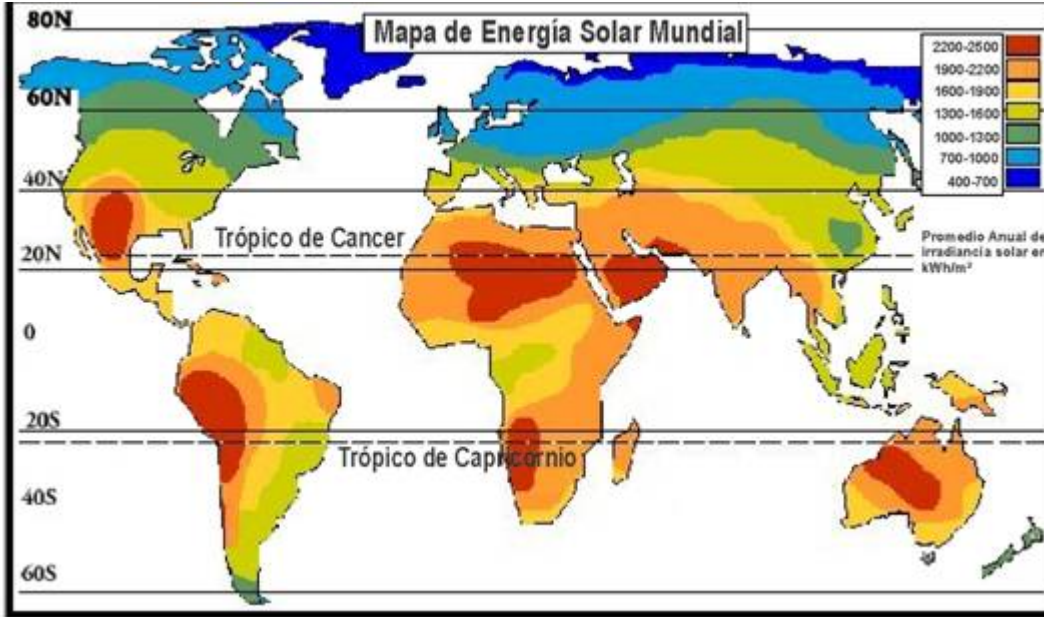 80N
Mapa de Energía Solar Mundial
2200-2500
1900-2200
1600-1900
1300-1600
1000-1300
700-1000
400-700
60N
40N
Promedio Anual de
irradiancia solar en
kWh/m²
Trópico de Cancer
20N
0
20S
Trópico de Capricornio
40S
60S